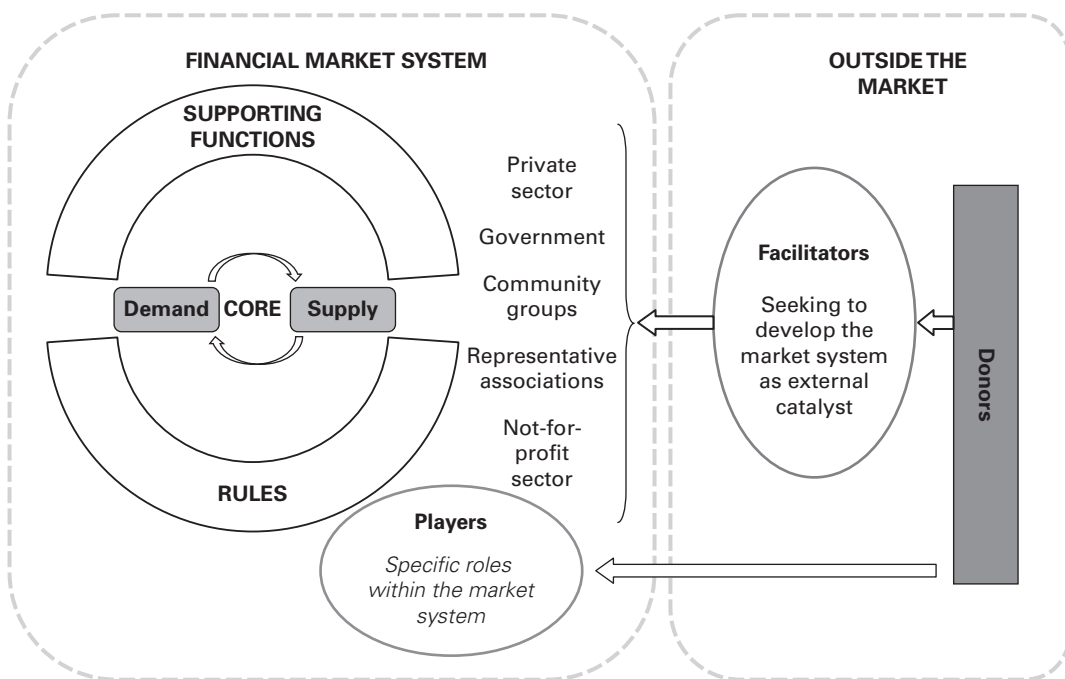 FINANCIAL MARKET SYSTEM
SUPPORTING
FUNCTIONS
Demand
CORE
Supply
RULES
Private
sector
Government
Community
groups
Representative
associations
Not-for-
profit
sector
Players
Specific roles
within the market
system
OUTSIDE THE
MARKET
Facilitators
Seeking to
develop the
market system
as external
catalyst
Donors